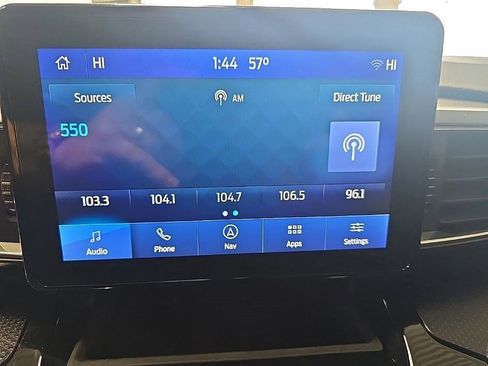 HI 1:44 57° HI
Sources AM Direct Tune
550
103.3 104.1 104.7 106.5 96.1
Audio Phone Nav Apps Settings